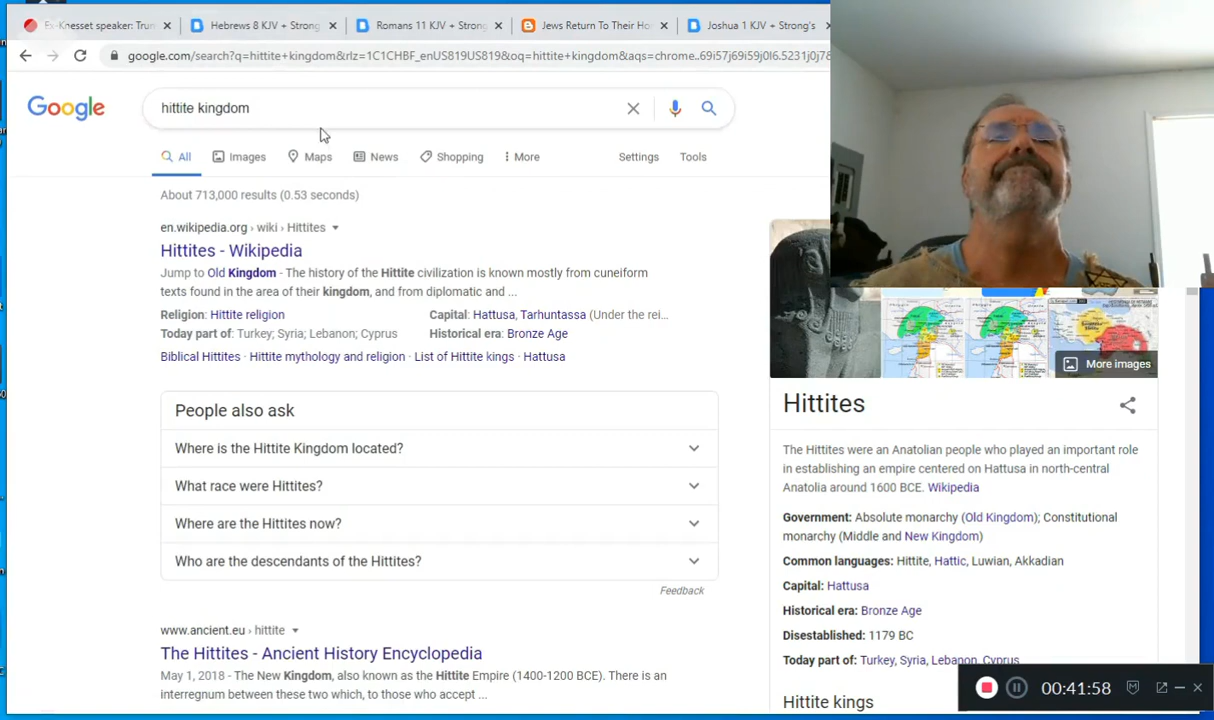 Ex-Knesset speaker: Trun
Hebrews 8 KJV + Strong
Romans 11 KJV + Strong
Jews Return To Their Ho
Joshua 1 KJV + Strong's
google.com/search?q=hittite+kingdom&rlz=1C1CHBF_enUS819US819&oq=hittite+kingdom&aqs=chrome..69i57j69i59j0l6.5231j0j7
Google
hittite kingdom
All
Images
Maps
News
Shopping
More
Settings
Tools
About 713,000 results (0.53 seconds)
en.wikipedia.org › wiki › Hittites
Hittites - Wikipedia
Jump to Old Kingdom - The history of the Hittite civilization is known mostly from cuneiform
texts found in the area of their kingdom, and from diplomatic and ...
Religion: Hittite religion
Capital: Hattusa, Tarhuntassa (Under the rei...
Today part of: Turkey; Syria; Lebanon; Cyprus
Historical era: Bronze Age
Biblical Hittites · Hittite mythology and religion · List of Hittite kings · Hattusa
People also ask
Where is the Hittite Kingdom located?
What race were Hittites?
Where are the Hittites now?
Who are the descendants of the Hittites?
Feedback
www.ancient.eu › hittite
The Hittites - Ancient History Encyclopedia
May 1, 2018 - The New Kingdom, also known as the Hittite Empire (1400-1200 BCE). There is an
interregnum between these two which, to those who accept ...
More images
Hittites
The Hittites were an Anatolian people who played an important role
in establishing an empire centered on Hattusa in north-central
Anatolia around 1600 BCE. Wikipedia
Government: Absolute monarchy (Old Kingdom); Constitutional
monarchy (Middle and New Kingdom)
Common languages: Hittite, Hattic, Luwian, Akkadian
Capital: Hattusa
Historical era: Bronze Age
Disestablished: 1179 BC
Today part of: Turkey, Syria, Lebanon, Cyprus
Hittite kings
00:41:58